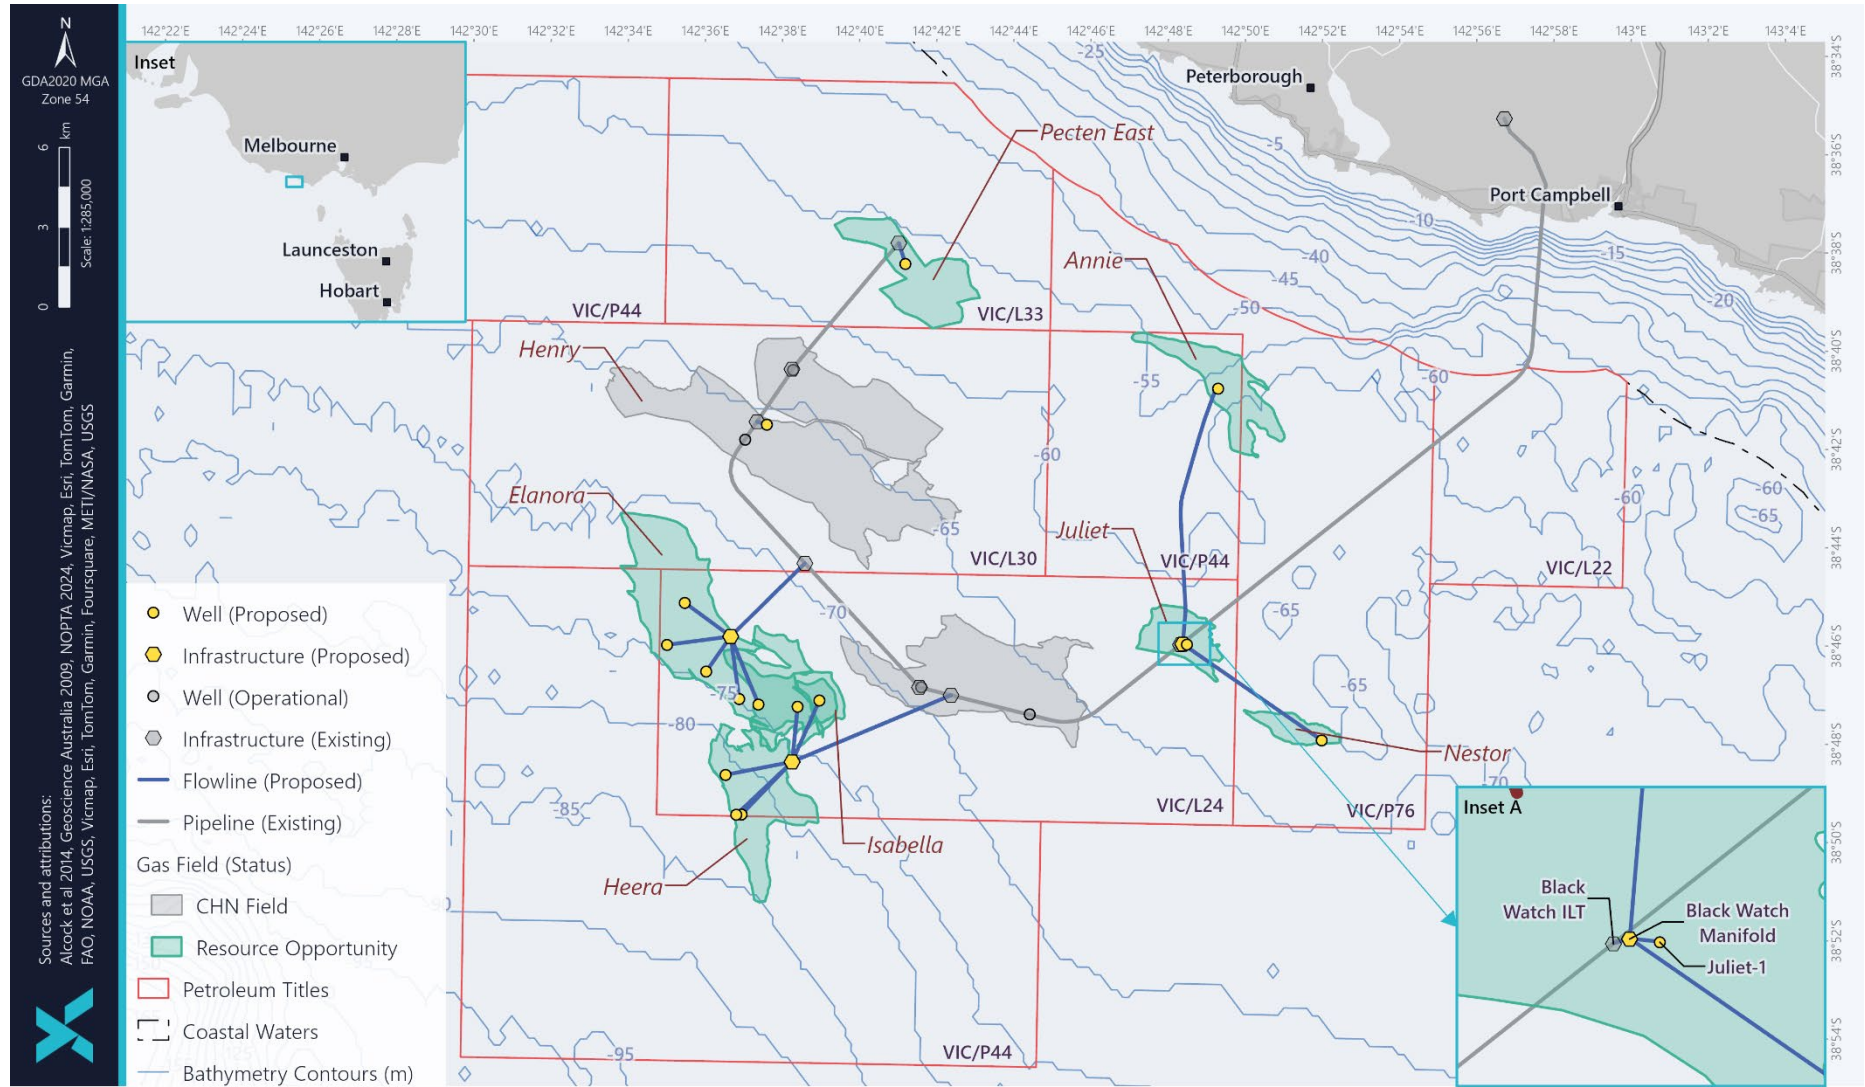 N
GDA2020 MGA
Zone 54
0 3 6 km
Scale: 1:285,000
Sources and attributions:
Alcock et al 2014, Geoscience Australia 2009, NOPTA 2024, Vicmap, Esri, TomTom, Garmin,
FAO, NOAA, USGS, Vicmap, Esri, TomTom, Garmin, Foursquare, METI/NASA, USGS
142°22'E 142°24'E 142°26'E 142°28'E 142°30'E 142°32'E 142°34'E 142°36'E 142°38'E 142°40'E 142°42'E 142°44'E 142°46'E 142°48'E 142°50'E 142°52'E 142°54'E 142°56'E 142°58'E 143°E 143°2'E 143°4'E
38°34'S
38°36'S
38°38'S
38°40'S
38°42'S
38°44'S
38°46'S
38°48'S
38°50'S
38°52'S
38°54'S
Inset
Melbourne
Launceston
Hobart
-25
Peterborough
Pecten East
-5
Port Campbell
-10
-15
-40
Annie
-45
-20
-50
VIC/P44
VIC/L33
Henry
-55
-60
-60
Elanora
-60
-60
-65
-65
Juliet
VIC/L30
VIC/P44
VIC/L22
-70
-65
-65
-75
-80
Nestor
-70
-85
VIC/L24
VIC/P76
Isabella
Heera
-95
VIC/P44
Well (Proposed)
Infrastructure (Proposed)
Well (Operational)
Infrastructure (Existing)
Flowline (Proposed)
Pipeline (Existing)
Gas Field (Status)
CHN Field
Resource Opportunity
Petroleum Titles
Coastal Waters
Bathymetry Contours (m)
Inset A
Black
Watch ILT
Black Watch
Manifold
Juliet-1